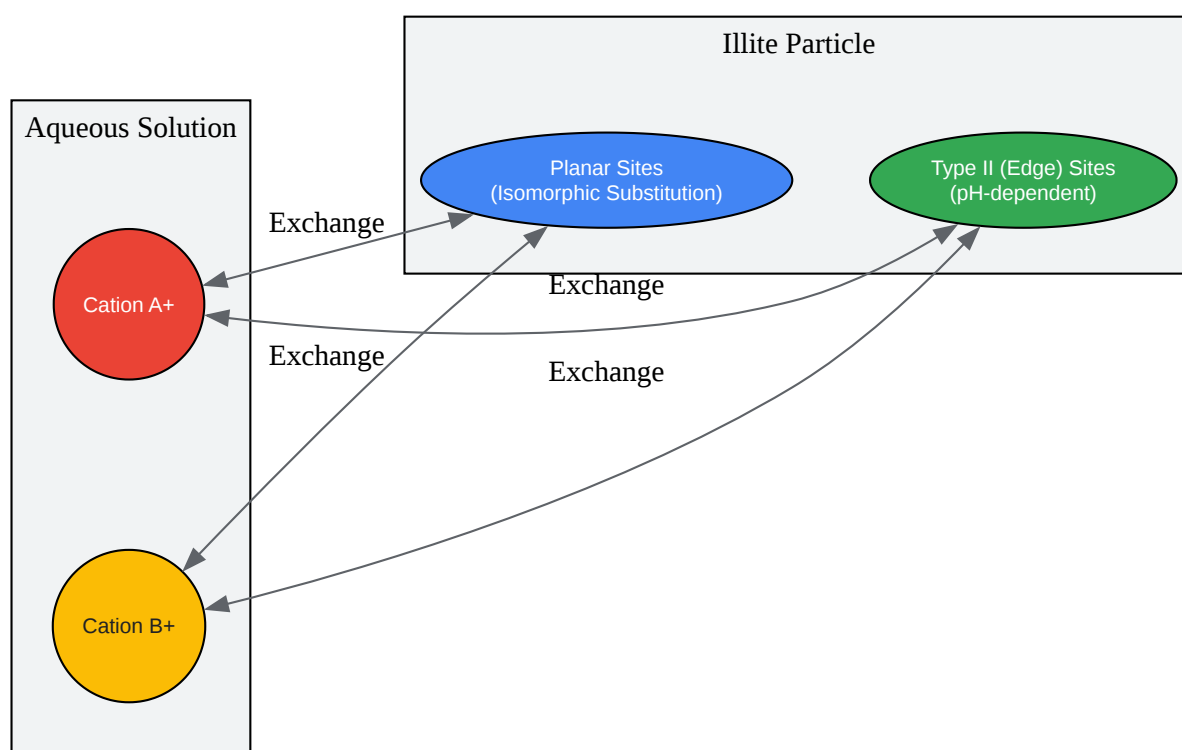 Illite Particle
Aqueous Solution
Planar Sites
(Isomorphic Substitution)
Type II (Edge) Sites
(pH-dependent)
Exchange
Exchange
Cation A+
Exchange
Exchange
Cation B+